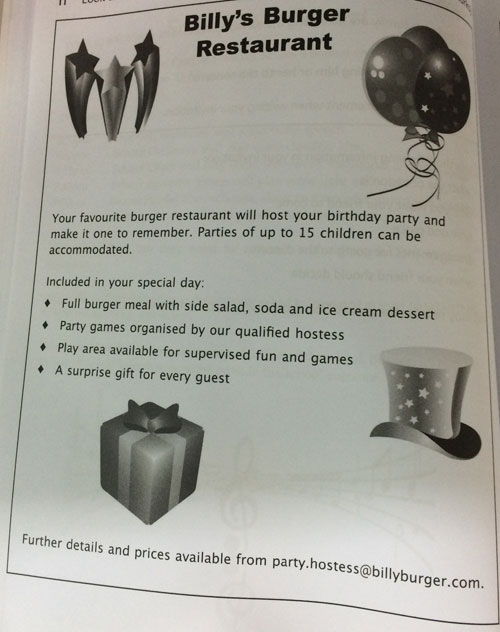 Billy's Burger
Restaurant
Your favourite burger restaurant will host your birthday party and
make it one to remember. Parties of up to 15 children can be
accommodated.
Included in your special day:
♦ Full burger meal with side salad, soda and ice cream dessert
♦ Party games organised by our qualified hostess
♦ Play area available for supervised fun and games
♦ A surprise gift for every guest
Further details and prices available from party.hostess@billyburger.com.